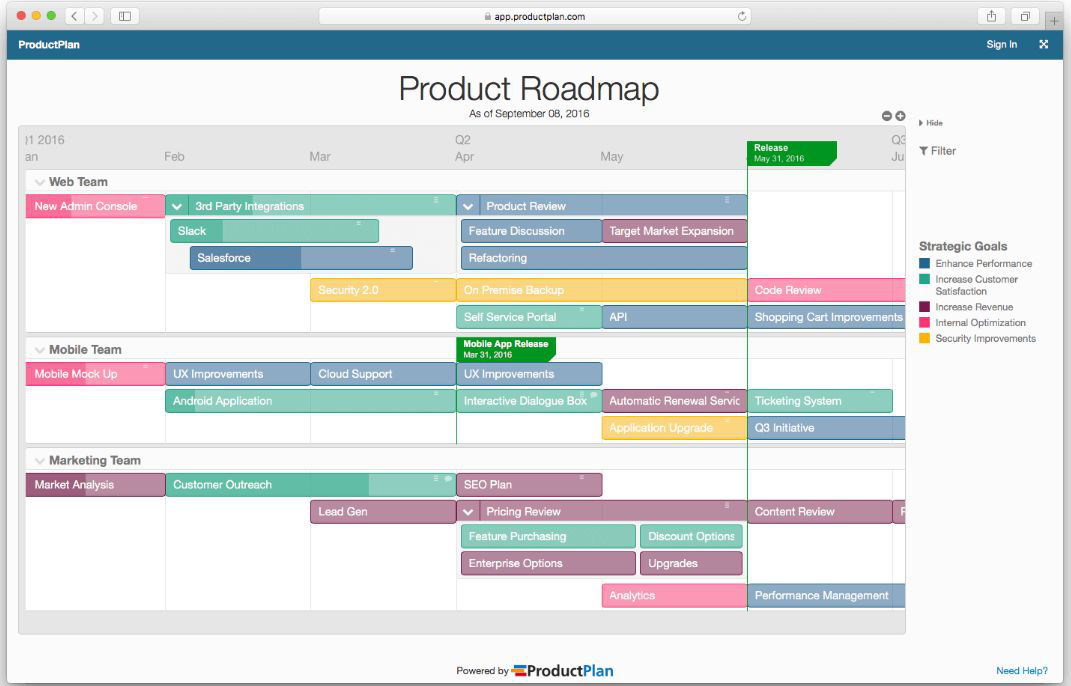 app.productplan.com
ProductPlan
Sign In
Product Roadmap
As of September 08, 2016
Hide
Filter
Q1 2016
Q2
Q3
an
Feb
Mar
Apr
May
Ju
Release
May 31, 2016
Web Team
New Admin Console
3rd Party Integrations
Product Review
Slack
Feature Discussion
Target Market Expansion
Salesforce
Refactoring
Security 2.0
On Premise Backup
Code Review
Self Service Portal
API
Shopping Cart Improvements
Strategic Goals
Enhance Performance
Increase Customer
Satisfaction
Increase Revenue
Internal Optimization
Security Improvements
Mobile Team
Mobile App Release
Mar 31, 2016
Mobile Mock Up
UX Improvements
Cloud Support
UX Improvements
Android Application
Interactive Dialogue Box
Automatic Renewal Servic
Ticketing System
Application Upgrade
Q3 Initiative
Marketing Team
Market Analysis
Customer Outreach
SEO Plan
Lead Gen
Pricing Review
Content Review
Feature Purchasing
Discount Options
Enterprise Options
Upgrades
Analytics
Performance Management
Powered by ProductPlan
Need Help?